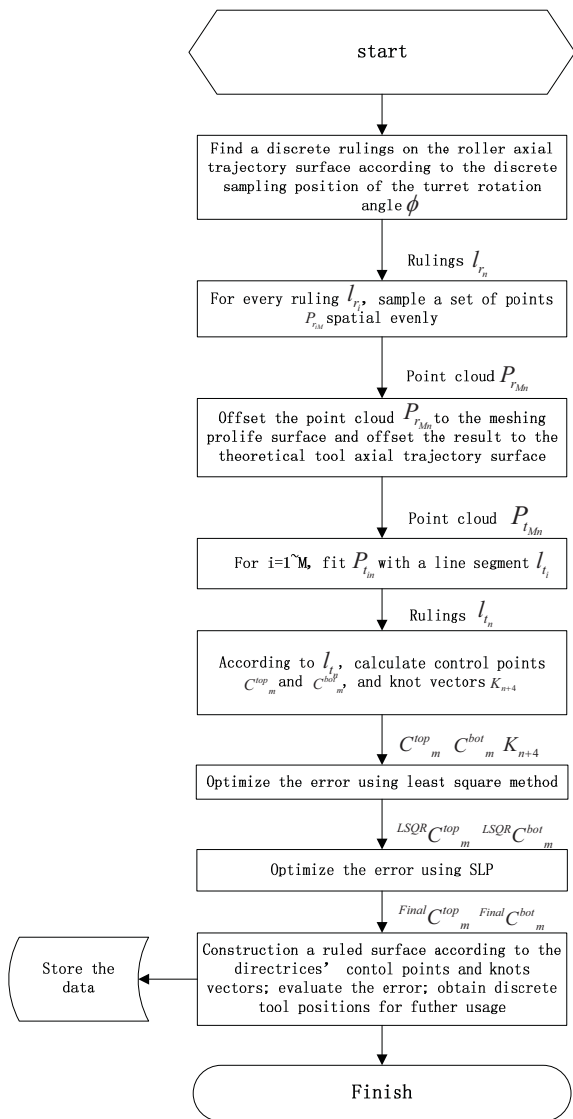 start
Find a discrete rulings on the roller axial
trajectory surface according to the discrete
sampling position of the turret rotation
angle ϕ
Rulings l_{r_n}
For every ruling l_{r_i}, sample a set of points
P_{r_{iM}} spatial evenly
Point cloud P_{r_{Mn}}
Offset the point cloud P_{r_{Mn}} to the meshing
prolife surface and offset the result to the
theoretical tool axial trajectory surface
Point cloud P_{t_{Mn}}
For i=1~M, fit P_{t_{in}} with a line segment l_{t_i}
Rulings l_{t_n}
According to l_{t_n}, calculate control points
C^{top}_m and C^{bot}_m, and knot vectors K_{n+4}
C^{top}_m C^{bot}_m K_{n+4}
Optimize the error using least square method
^{LSQR}C^{top}_m ^{LSQR}C^{bot}_m
Optimize the error using SLP
^{Final}C^{top}_m ^{Final}C^{bot}_m
Construction a ruled surface according to the
directrices' contol points and knots
vectors; evaluate the error; obtain discrete
tool positions for futher usage
Store the
data
Finish